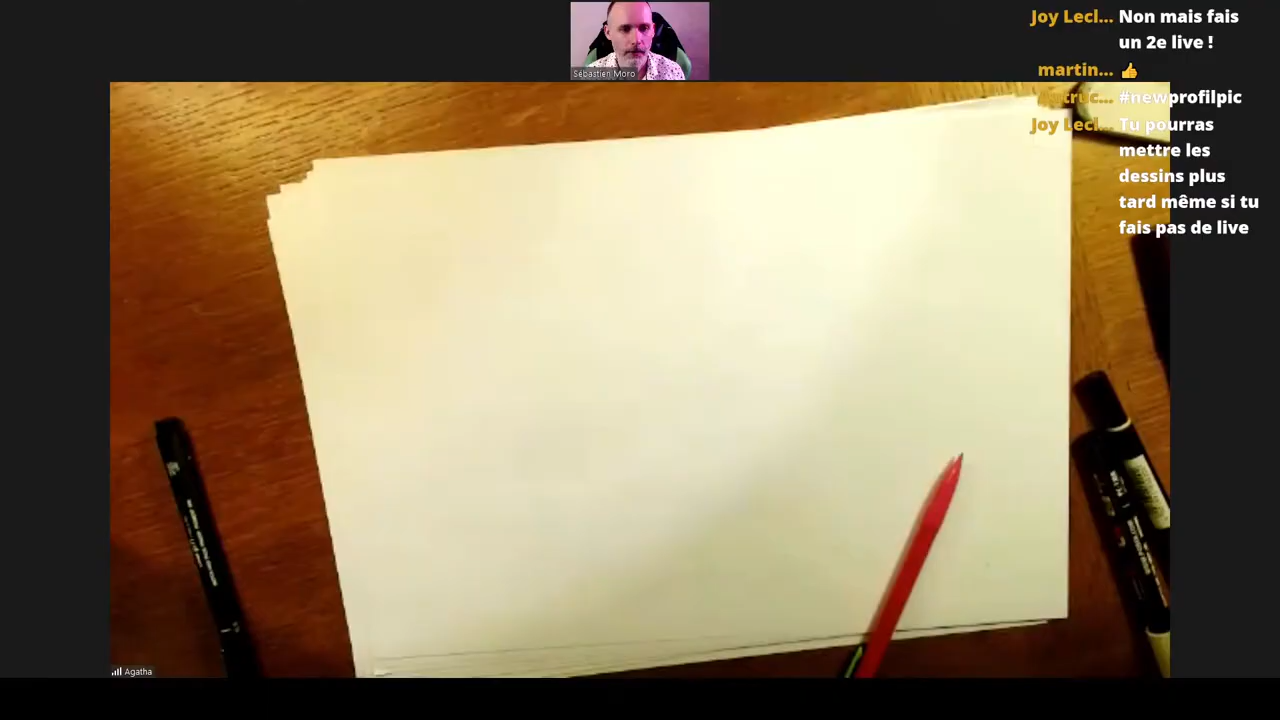 Sébastien Moro
Joy Lecl... Non mais fais
un 2e live !
martin... 👍
#newprofilpic
Joy Lecl... Tu pourras
mettre les
dessins plus
tard même si tu
fais pas de live
Agatha